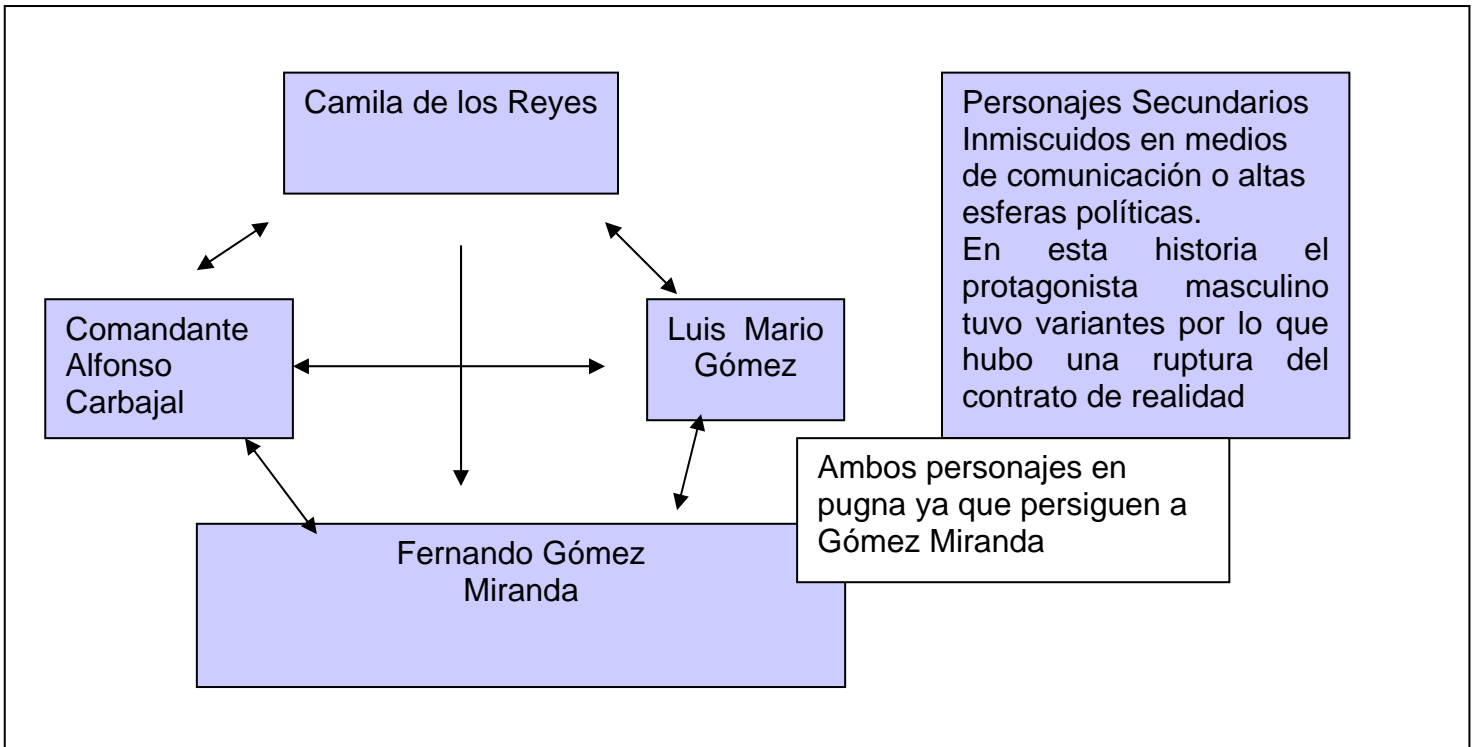 Camila de los Reyes
Personajes Secundarios
Inmiscuidos en medios
de comunicación o altas
esferas políticas.
En esta historia el
protagonista masculino
tuvo variantes por lo que
hubo una ruptura del
contrato de realidad
Comandante
Alfonso
Carbajal
Luis Mario
Gómez
Ambos personajes en
pugna ya que persiguen a
Gómez Miranda
Fernando Gómez
Miranda